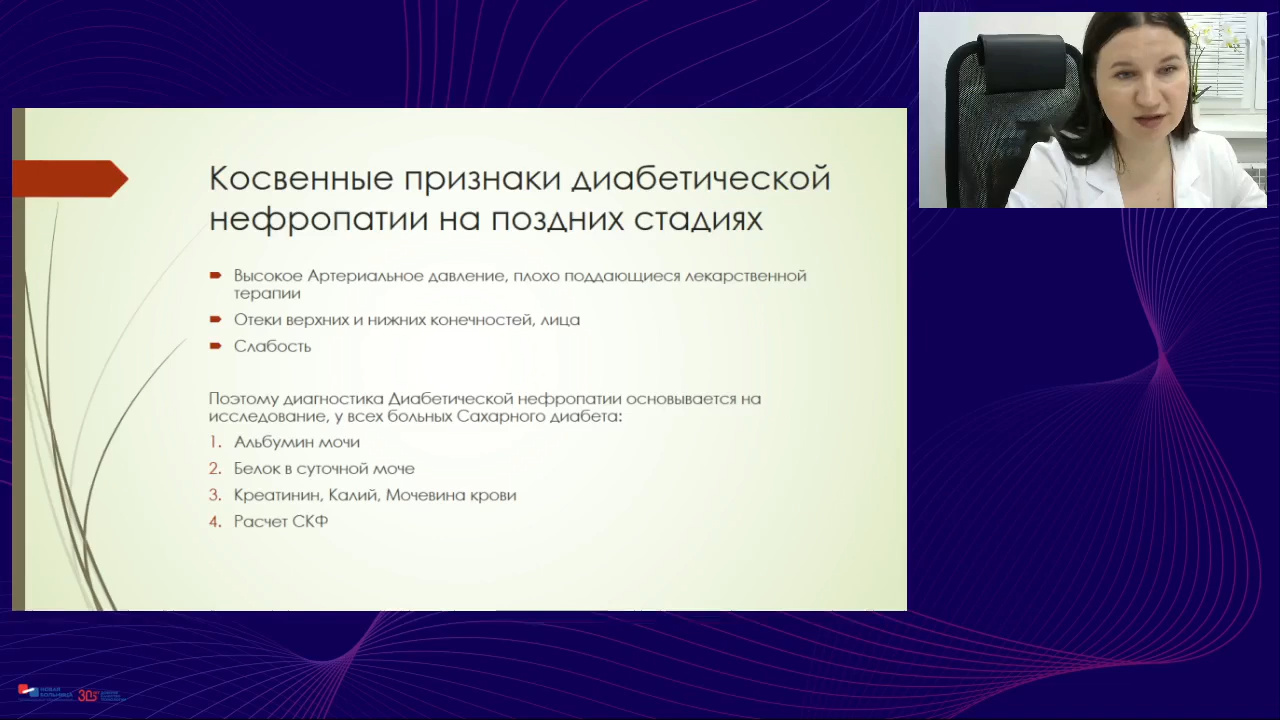 Косвенные признаки диабетической
нефропатии на поздних стадиях
Высокое Артериальное давление, плохо поддающиеся лекарственной
терапии
Отеки верхних и нижних конечностей, лица
Слабость
Поэтому диагностика Диабетической нефропатии основывается на
исследование, у всех больных Сахарного диабета:
1. Альбумин мочи
2. Белок в суточной моче
3. Креатинин, Калий, Мочевина крови
4. Расчет СКФ
НОВАЯ
БОЛЬНИЦА